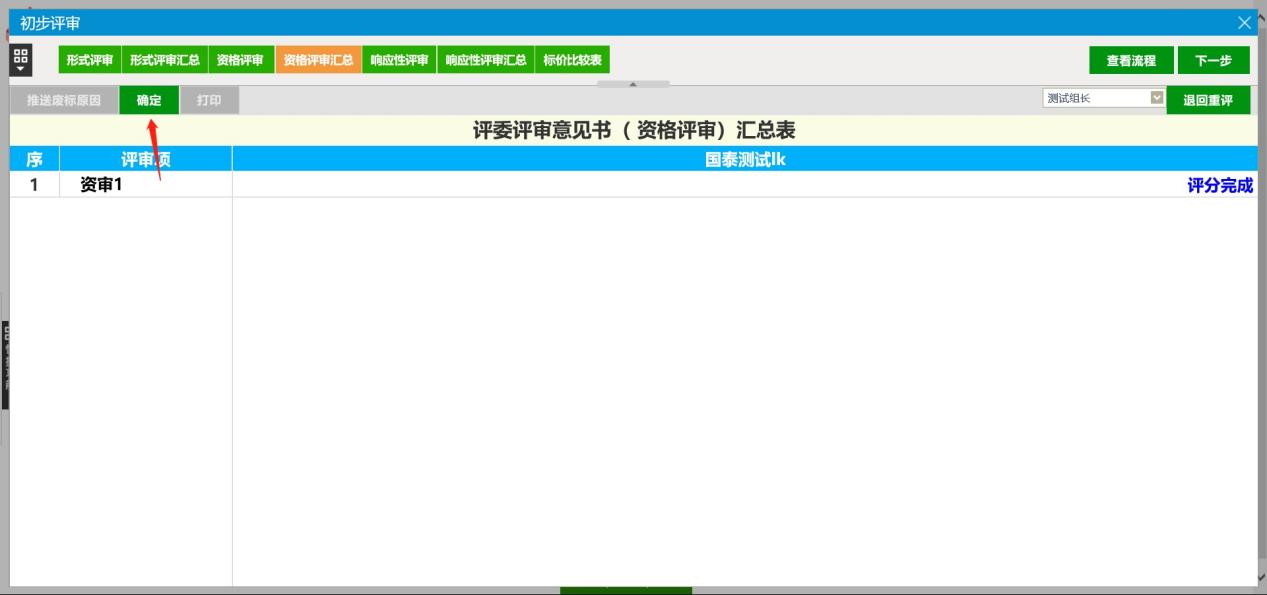 初步评审
形式评审 形式评审汇总 资格评审 资格评审汇总 响应性评审 响应性评审汇总 标价比较表 查看流程 下一步
推送废标原因 确定 打印 测试组长 退回重评
评委评审意见书（ 资格评审）汇总表
序 评审项 国泰测试lk
1 资审1 评分完成